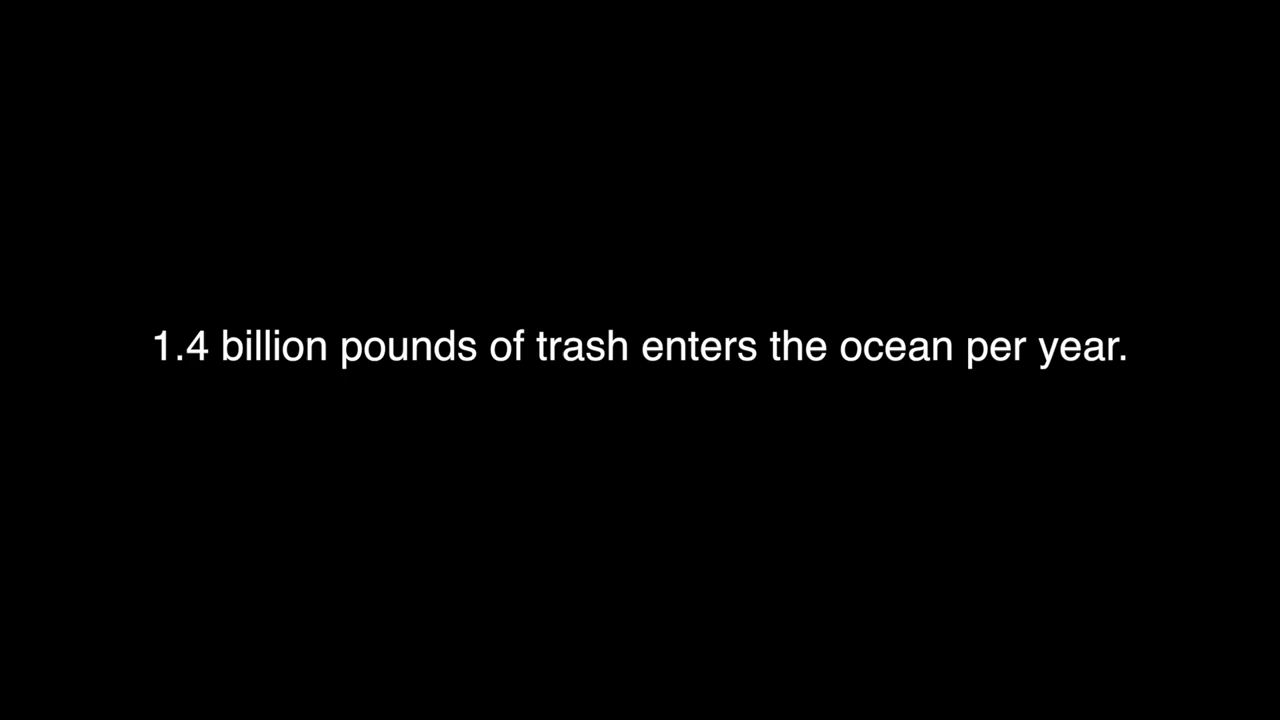 1.4 billion pounds of trash enters the ocean per year.